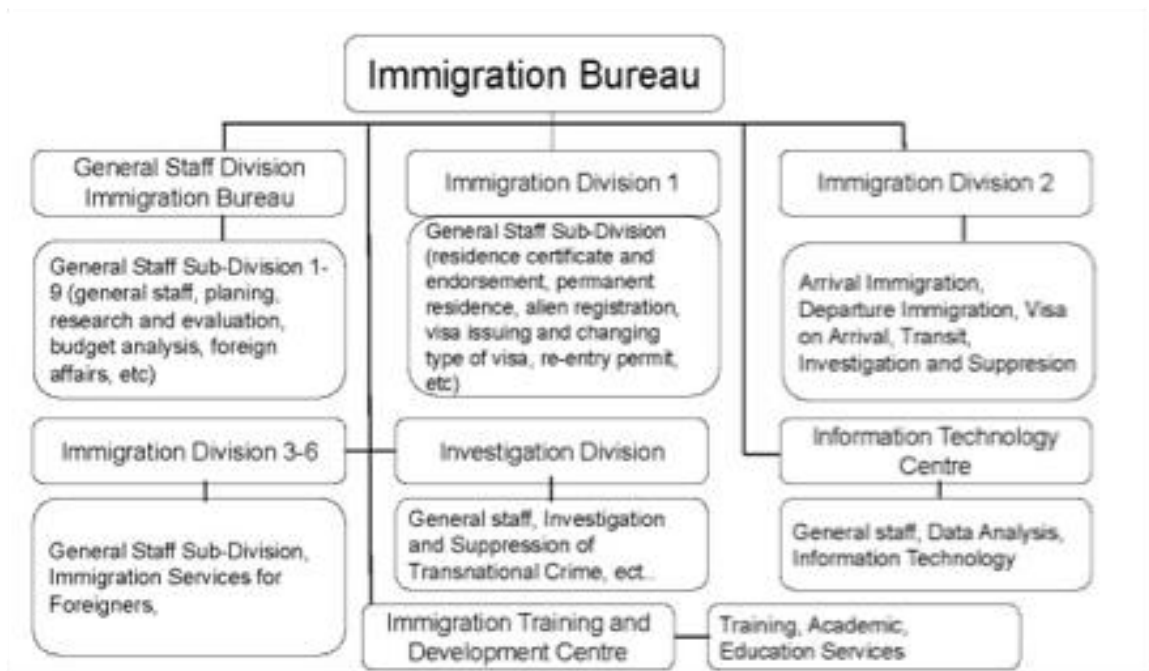 Immigration Bureau
General Staff Division
Immigration Bureau
Immigration Division 1
Immigration Division 2
General Staff Sub-Division 1-
9 (general staff, planing,
research and evaluation,
budget analysis, foreign
affairs, etc)
General Staff Sub-Division
(residence certificate and
endorsement, permanent
residence, alien registration,
visa issuing and changing
type of visa, re-entry permit,
etc)
Arrival Immigration,
Departure Immigration, Visa
on Arrival, Transit,
Investigation and Suppresion
Immigration Division 3-6
Investigation Division
Information Technology
Centre
General Staff Sub-Division,
Immigration Services for
Foreigners,
General staff, Investigation
and Suppression of
Transnational Crime, ect..
General staff, Data Analysis,
Information Technology
Immigration Training and
Development Centre
Training, Academic,
Education Services